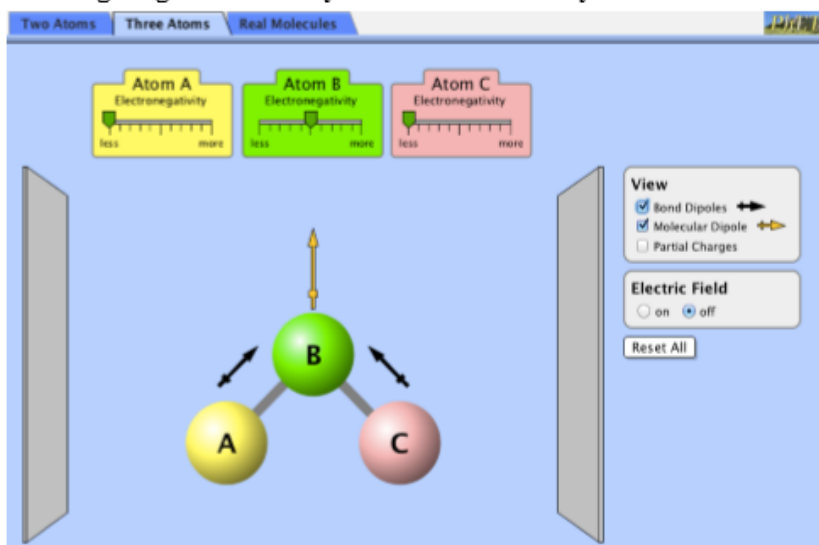 Two Atoms Three Atoms Real Molecules
Atom A Atom B Atom C
Electronegativity Electronegativity Electronegativity
less more less more less more
View
Bond Dipoles
Molecular Dipole
Partial Charges
Electric Field
on off
Reset All
B
A C